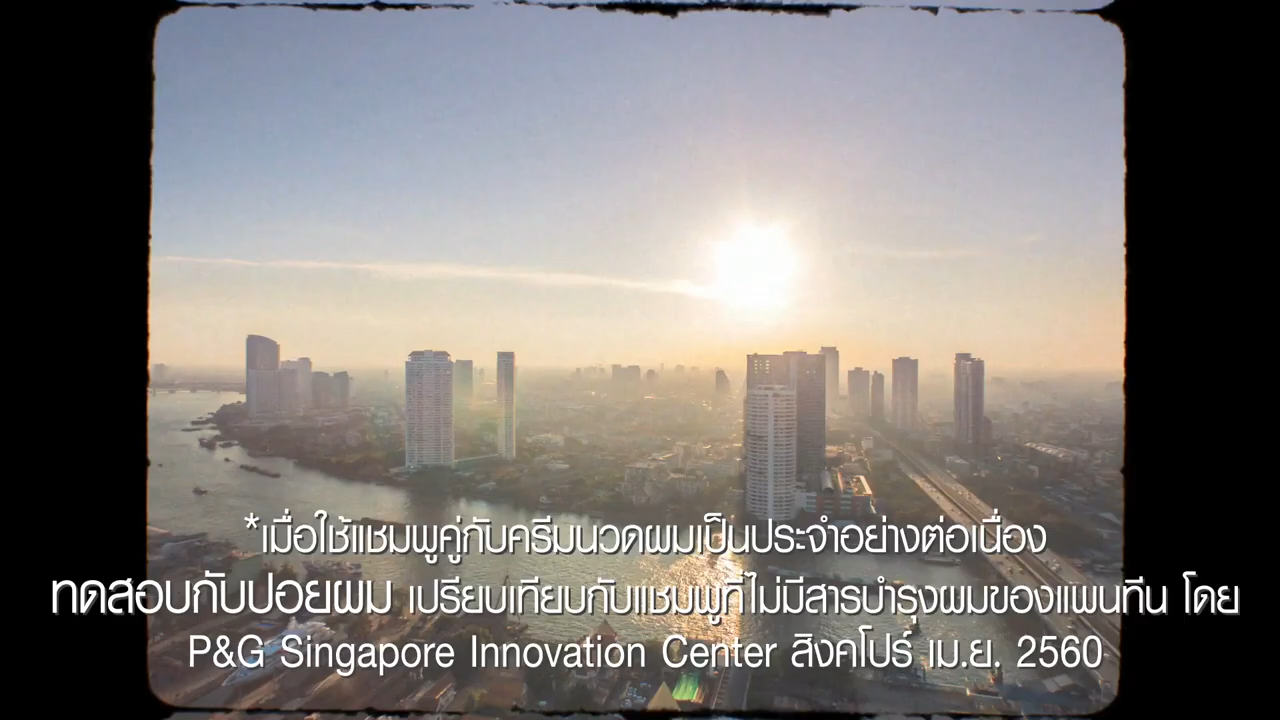 *เมื่อใช้แชมพูคู่กับครีมนวดผมเป็นประจำอย่างต่อเนื่อง
ทดสอบกับปอยผม เปรียบเทียบกับแชมพูที่ไม่มีสารบำรุงผมของแพนทีน โดย
P&G Singapore Innovation Center สิงคโปร์ เม.ย. 2560